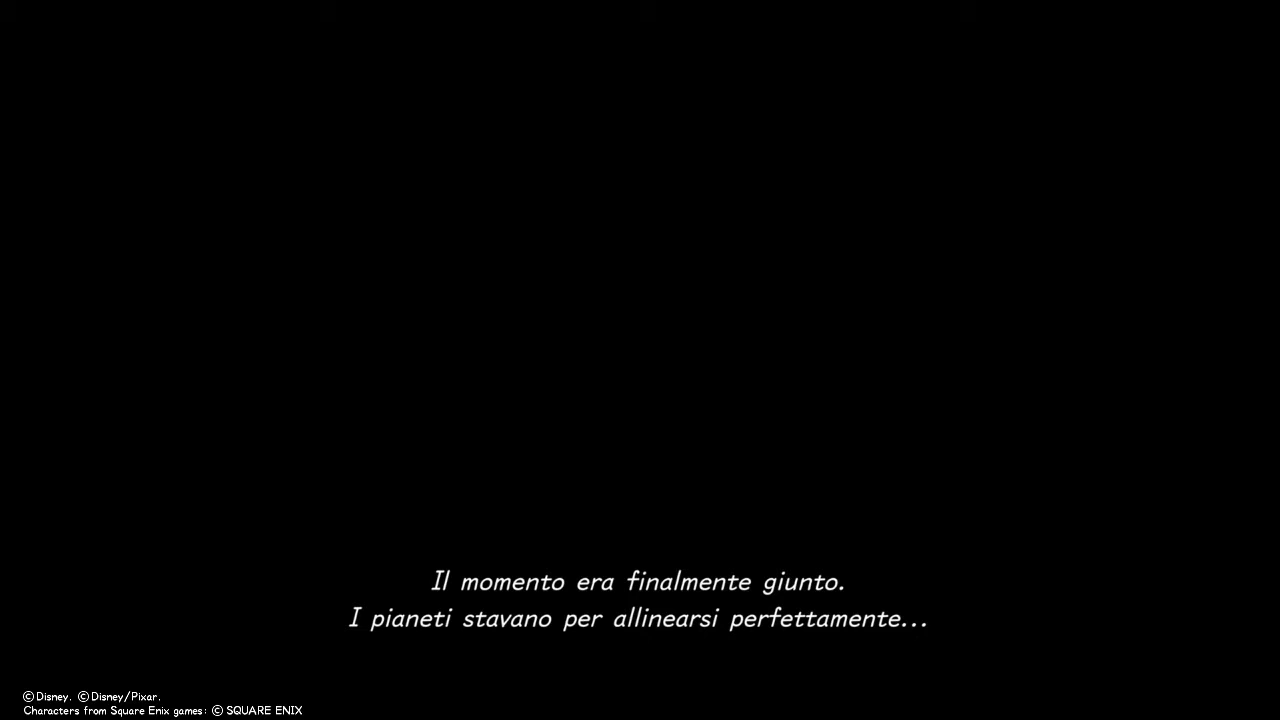 Il momento era finalmente giunto.
I pianeti stavano per allinearsi perfettamente...
©Disney. ©Disney/Pixar.
Characters from Square Enix games: © SQUARE ENIX